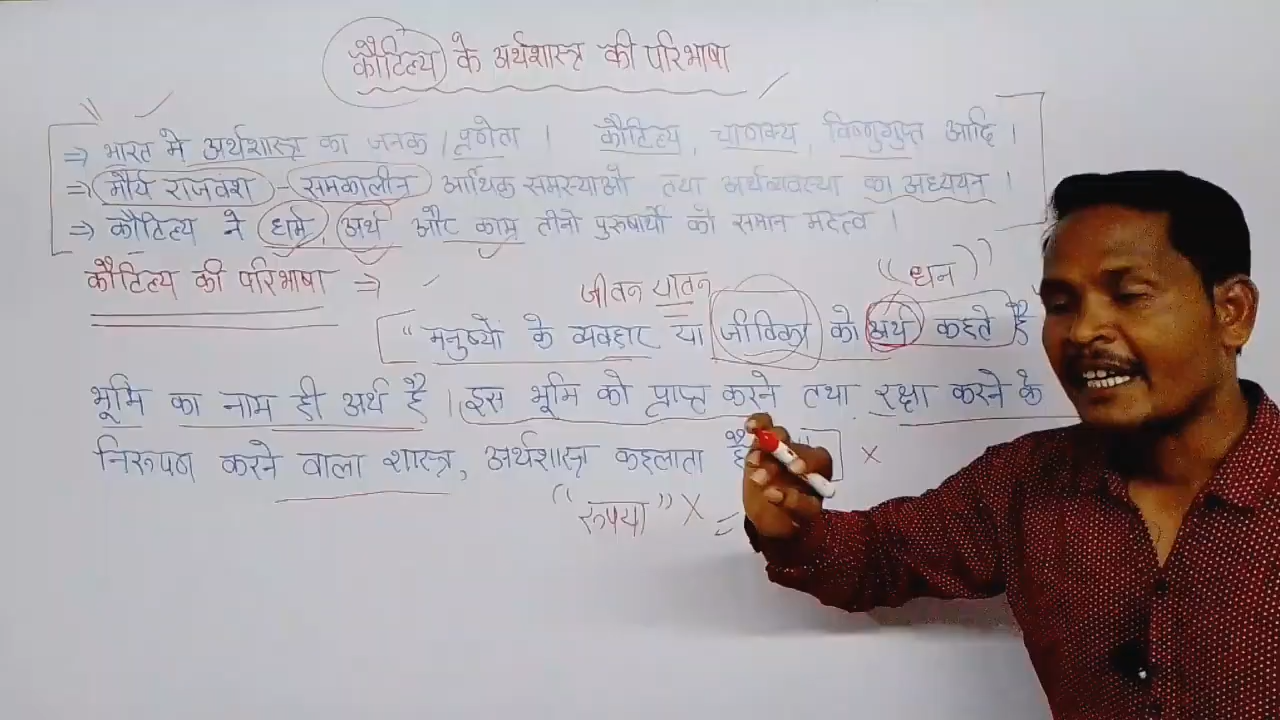 कौटिल्य के अर्थशास्त्र की परिभाषा
⇒ भारत मे अर्थशास्त्र का जनक / प्रणेता । कौटिल्य, चाणक्य, विष्णुगुप्त आदि ।
⇒ मौर्य राजवंश - समकालीन आर्थिक समस्याओं तथा अर्थव्यवस्था का अध्ययन ।
⇒ कौटिल्य ने धर्म, अर्थ और काम तीनो पुरुषार्थो को समान महत्व ।
कौटिल्य की परिभाषा ⇒
जीतन यातन
"धन"
"मनुष्यों के व्यवहार या जीविका को अर्थ कहते है
भूमि का नाम ही अर्थ है । इस भूमि को प्राप्त करने तथा रक्षा करने के
निरूपण करने वाला शास्त्र, अर्थशास्त्र कहलाता है ×
"रूपया" × =